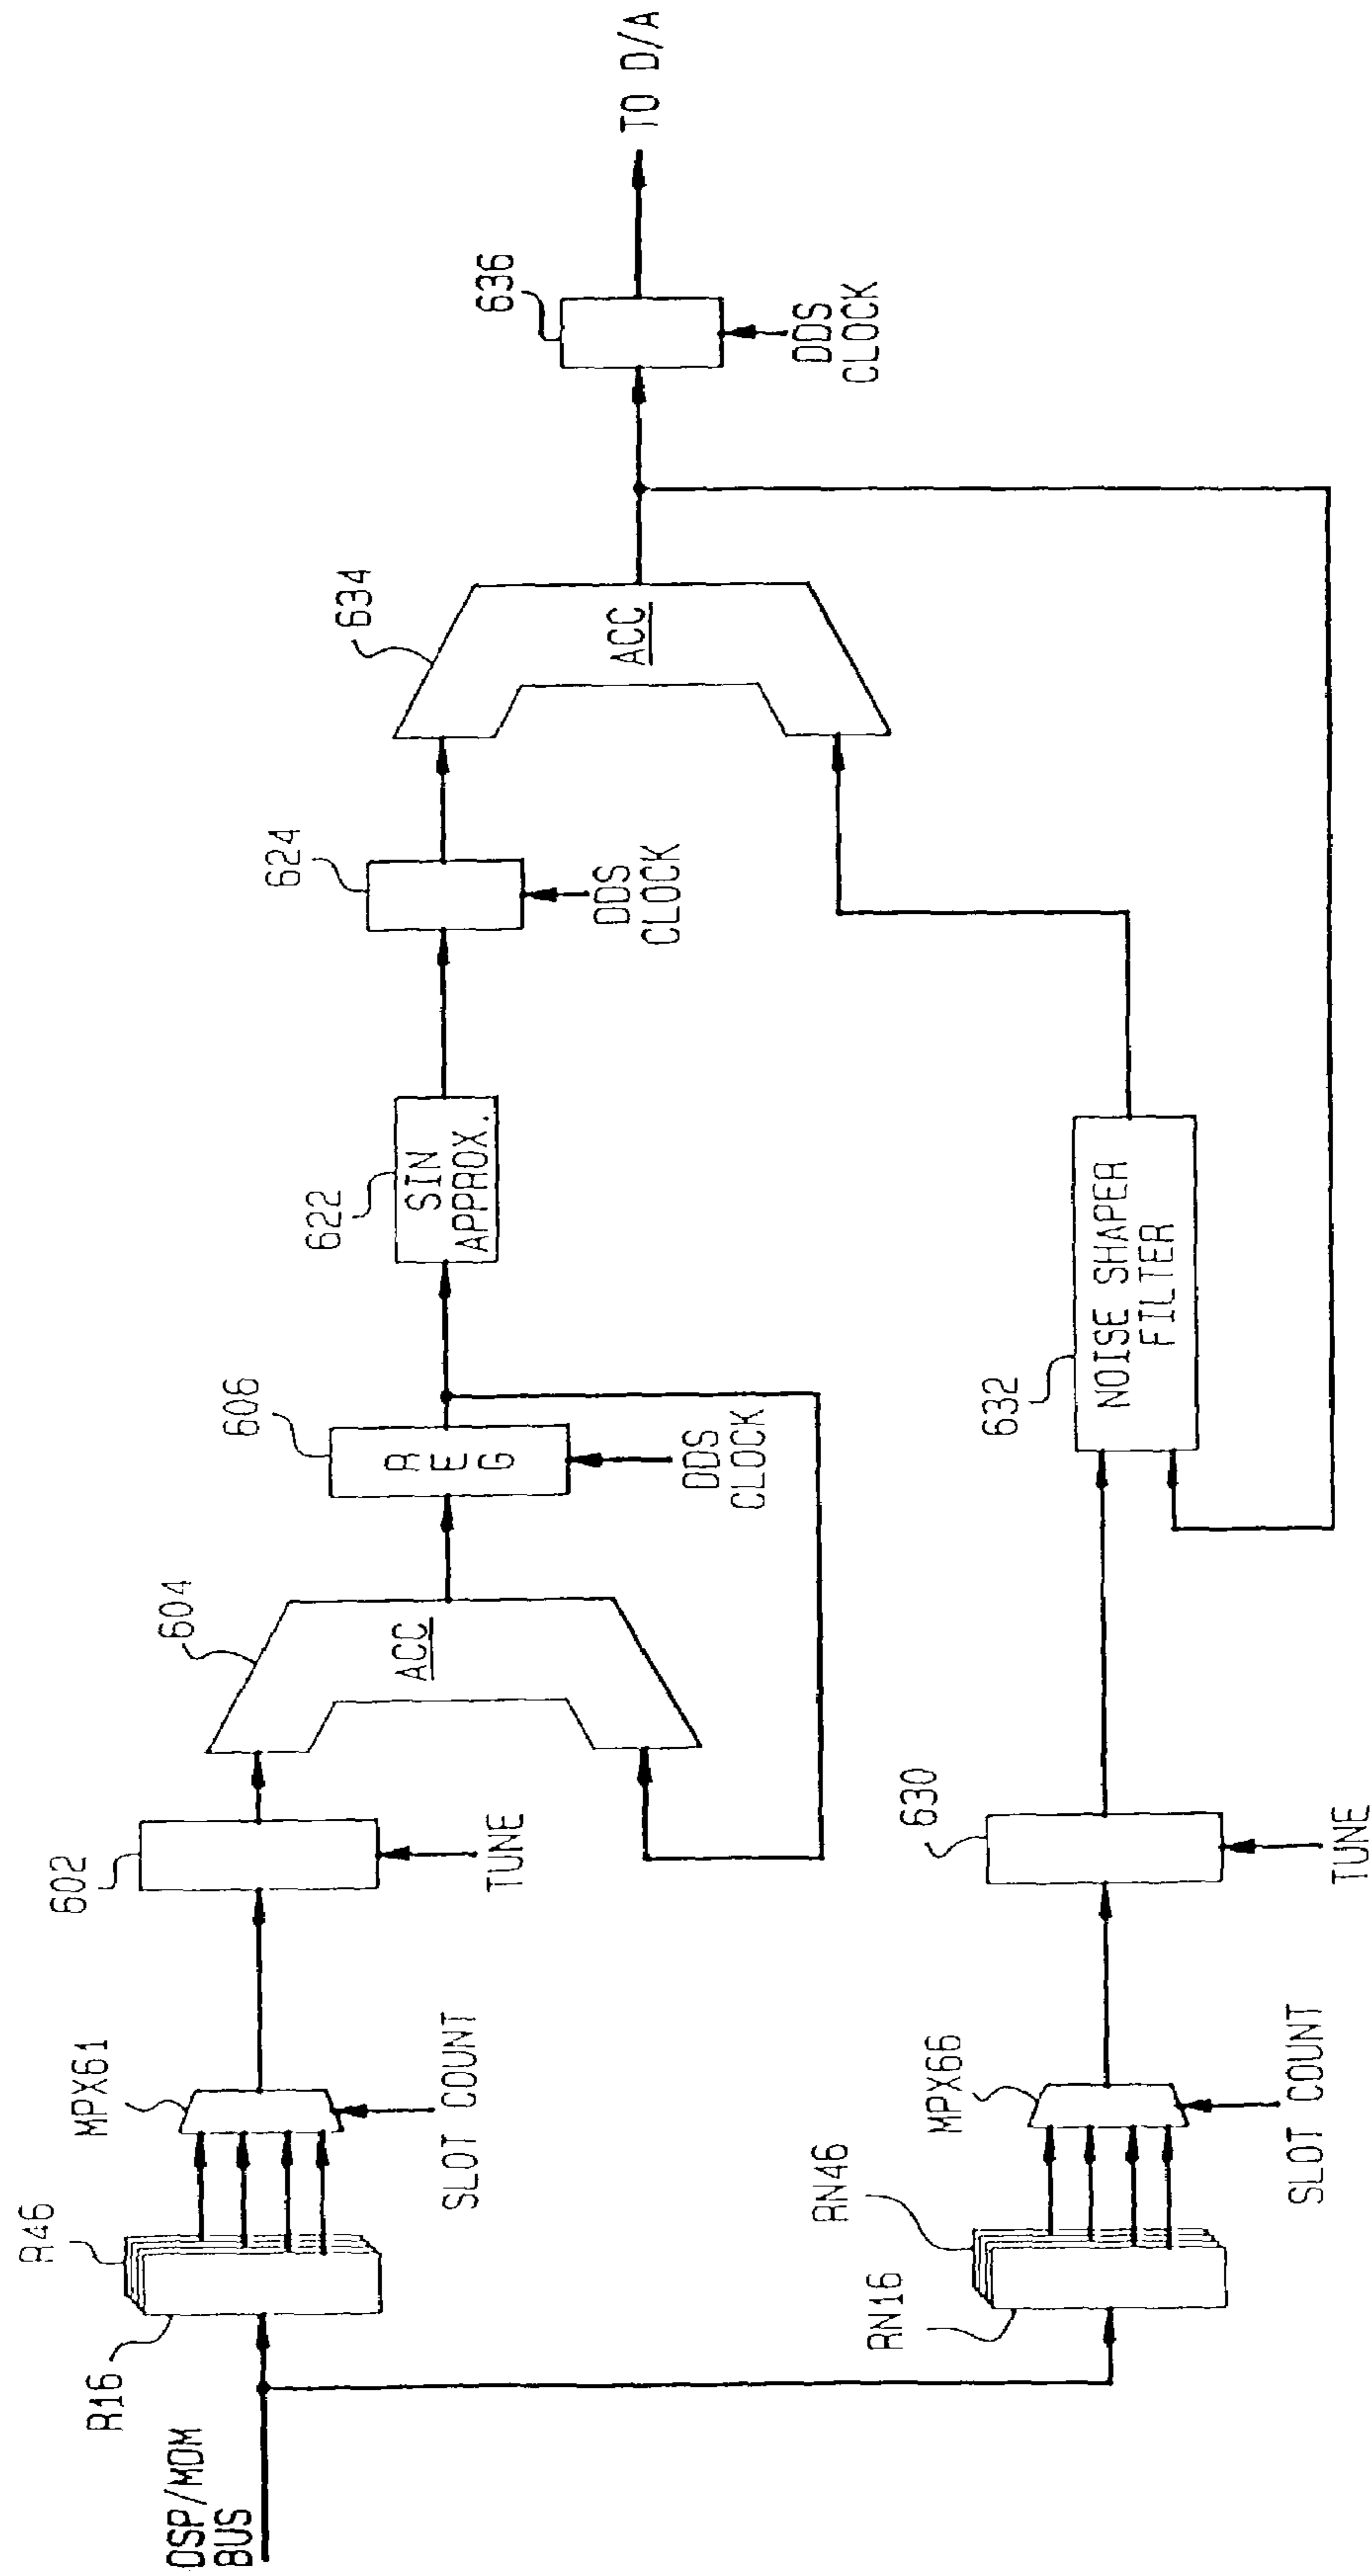 DSP/MDM
BUS
R16
R46
MPX61
SLOT COUNT
602
TUNE
604
ACC
606
REG
DDS
CLOCK
622
SIN
APPROX.
624
DDS
CLOCK
634
ACC
636
DDS
CLOCK
TO D/A
RN16
RN46
MPX66
SLOT COUNT
630
TUNE
632
NOISE SHAPER
FILTER